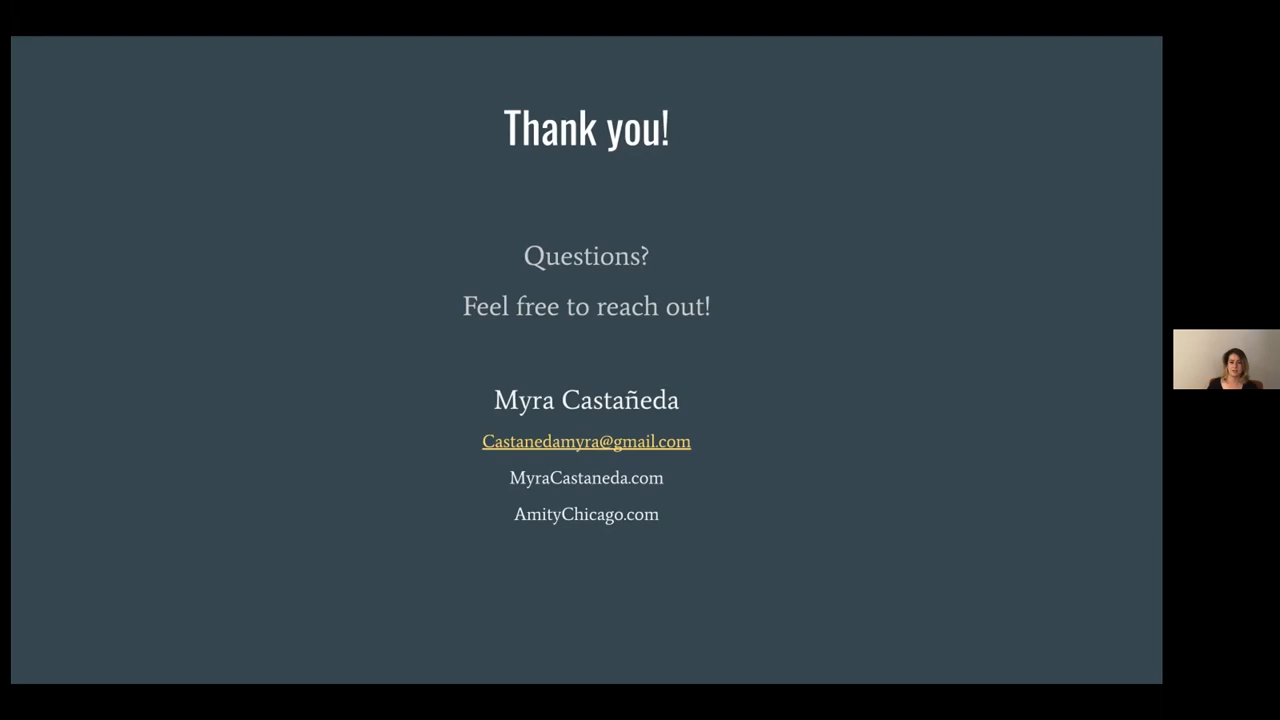 Thank you!
Questions?
Feel free to reach out!
Myra Castañeda
Castanedamyra@gmail.com
MyraCastaneda.com
AmityChicago.com